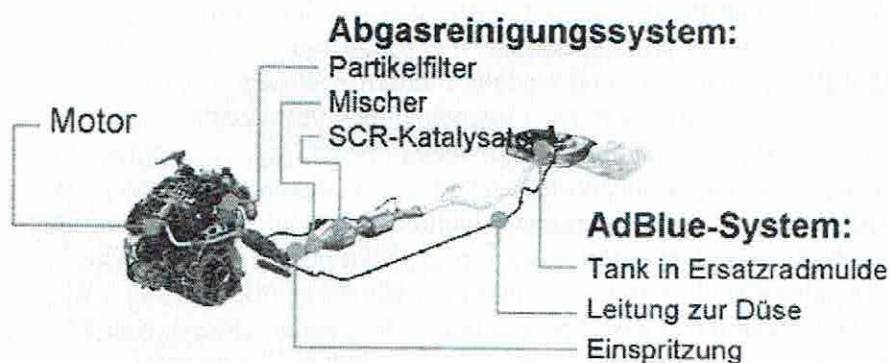 Abgasreinigungssystem:
Partikelfilter
Mischer
SCR-Katalysator
Motor
AdBlue-System:
Tank in Ersatzradmulde
Leitung zur Düse
Einspritzung